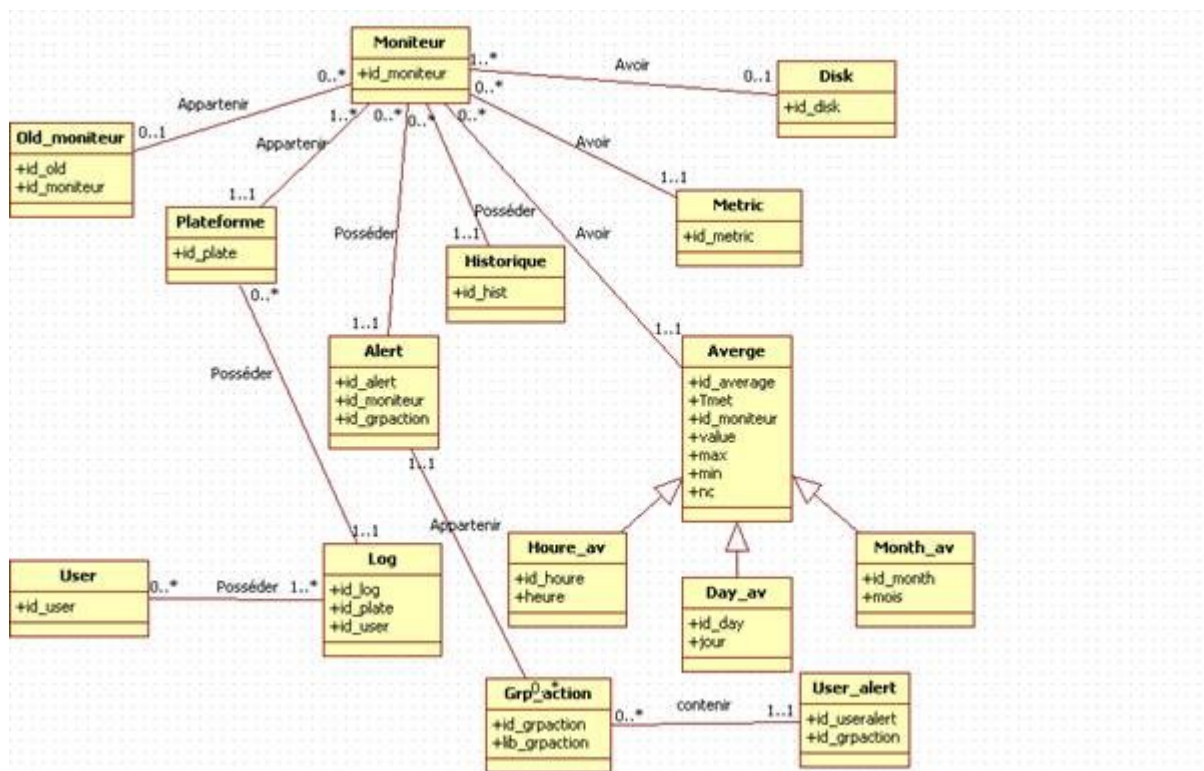 Moniteur
+id_moniteur
0..*
1..*
0..*
Avoir
0..1
Disk
+id_disk
Appartenir
0..1
Old_moniteur
+id_old
+id_moniteur
1..*
0..*
0..*
0..*
Appartenir
1..1
Plateforme
+id_plate
0..*
Avoir
1..1
Metric
+id_metric
Posséder
Posséder
Avoir
1..1
Historique
+id_hist
1..1
Alert
+id_alert
+id_moniteur
+id_grpaction
1..1
1..1
Averge
+id_average
+Tmet
+id_moniteur
+value
+max
+min
+nc
Posséder
1..1
Appartenir
Houre_av
+id_houre
+heure
Day_av
+id_day
+jour
Month_av
+id_month
+mois
User
+id_user
0..*
Posséder
1..*
Log
+id_log
+id_plate
+id_user
0..*
Grp_action
+id_grpaction
+lib_grpaction
0..*
contenir
1..1
User_alert
+id_useralert
+id_grpaction